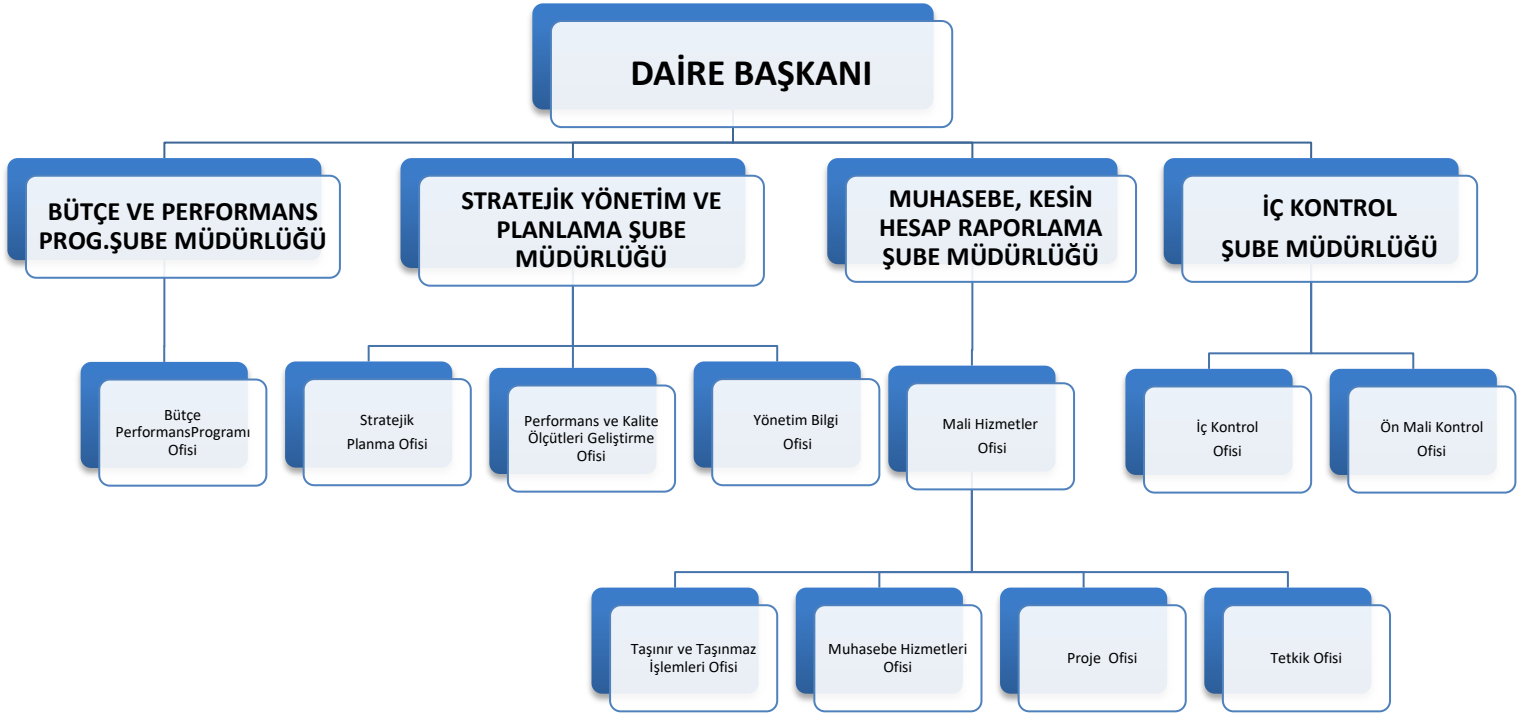 DAİRE BAŞKANI
BÜTÇE VE PERFORMANS
PROG.ŞUBE MÜDÜRLÜĞÜ
STRATEJİK YÖNETİM VE
PLANLAMA ŞUBE
MÜDÜRLÜĞÜ
MUHASEBE, KESİN
HESAP RAPORLAMA
ŞUBE MÜDÜRLÜĞÜ
İÇ KONTROL
ŞUBE MÜDÜRLÜĞÜ
Bütçe
PerformansProgramı
Ofisi
Stratejik
Planma Ofisi
Performans ve Kalite
Ölçütleri Geliştirme
Ofisi
Yönetim Bilgi
Ofisi
Mali Hizmetler
Ofisi
İç Kontrol
Ofisi
Ön Mali Kontrol
Ofisi
Taşınır ve Taşınmaz
İşlemleri Ofisi
Muhasebe Hizmetleri
Ofisi
Proje Ofisi
Tetkik Ofisi